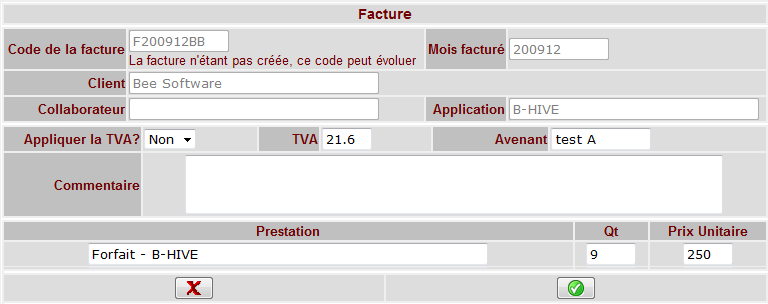 Facture
Code de la facture F200912BB Mois facturé 200912
La facture n'étant pas créée, ce code peut évoluer
Client Bee Software
Collaborateur Application B-HIVE
Appliquer la TVA? Non TVA 21.6 Avenant test A
Commentaire
Prestation Qt Prix Unitaire
Forfait - B-HIVE 9 250